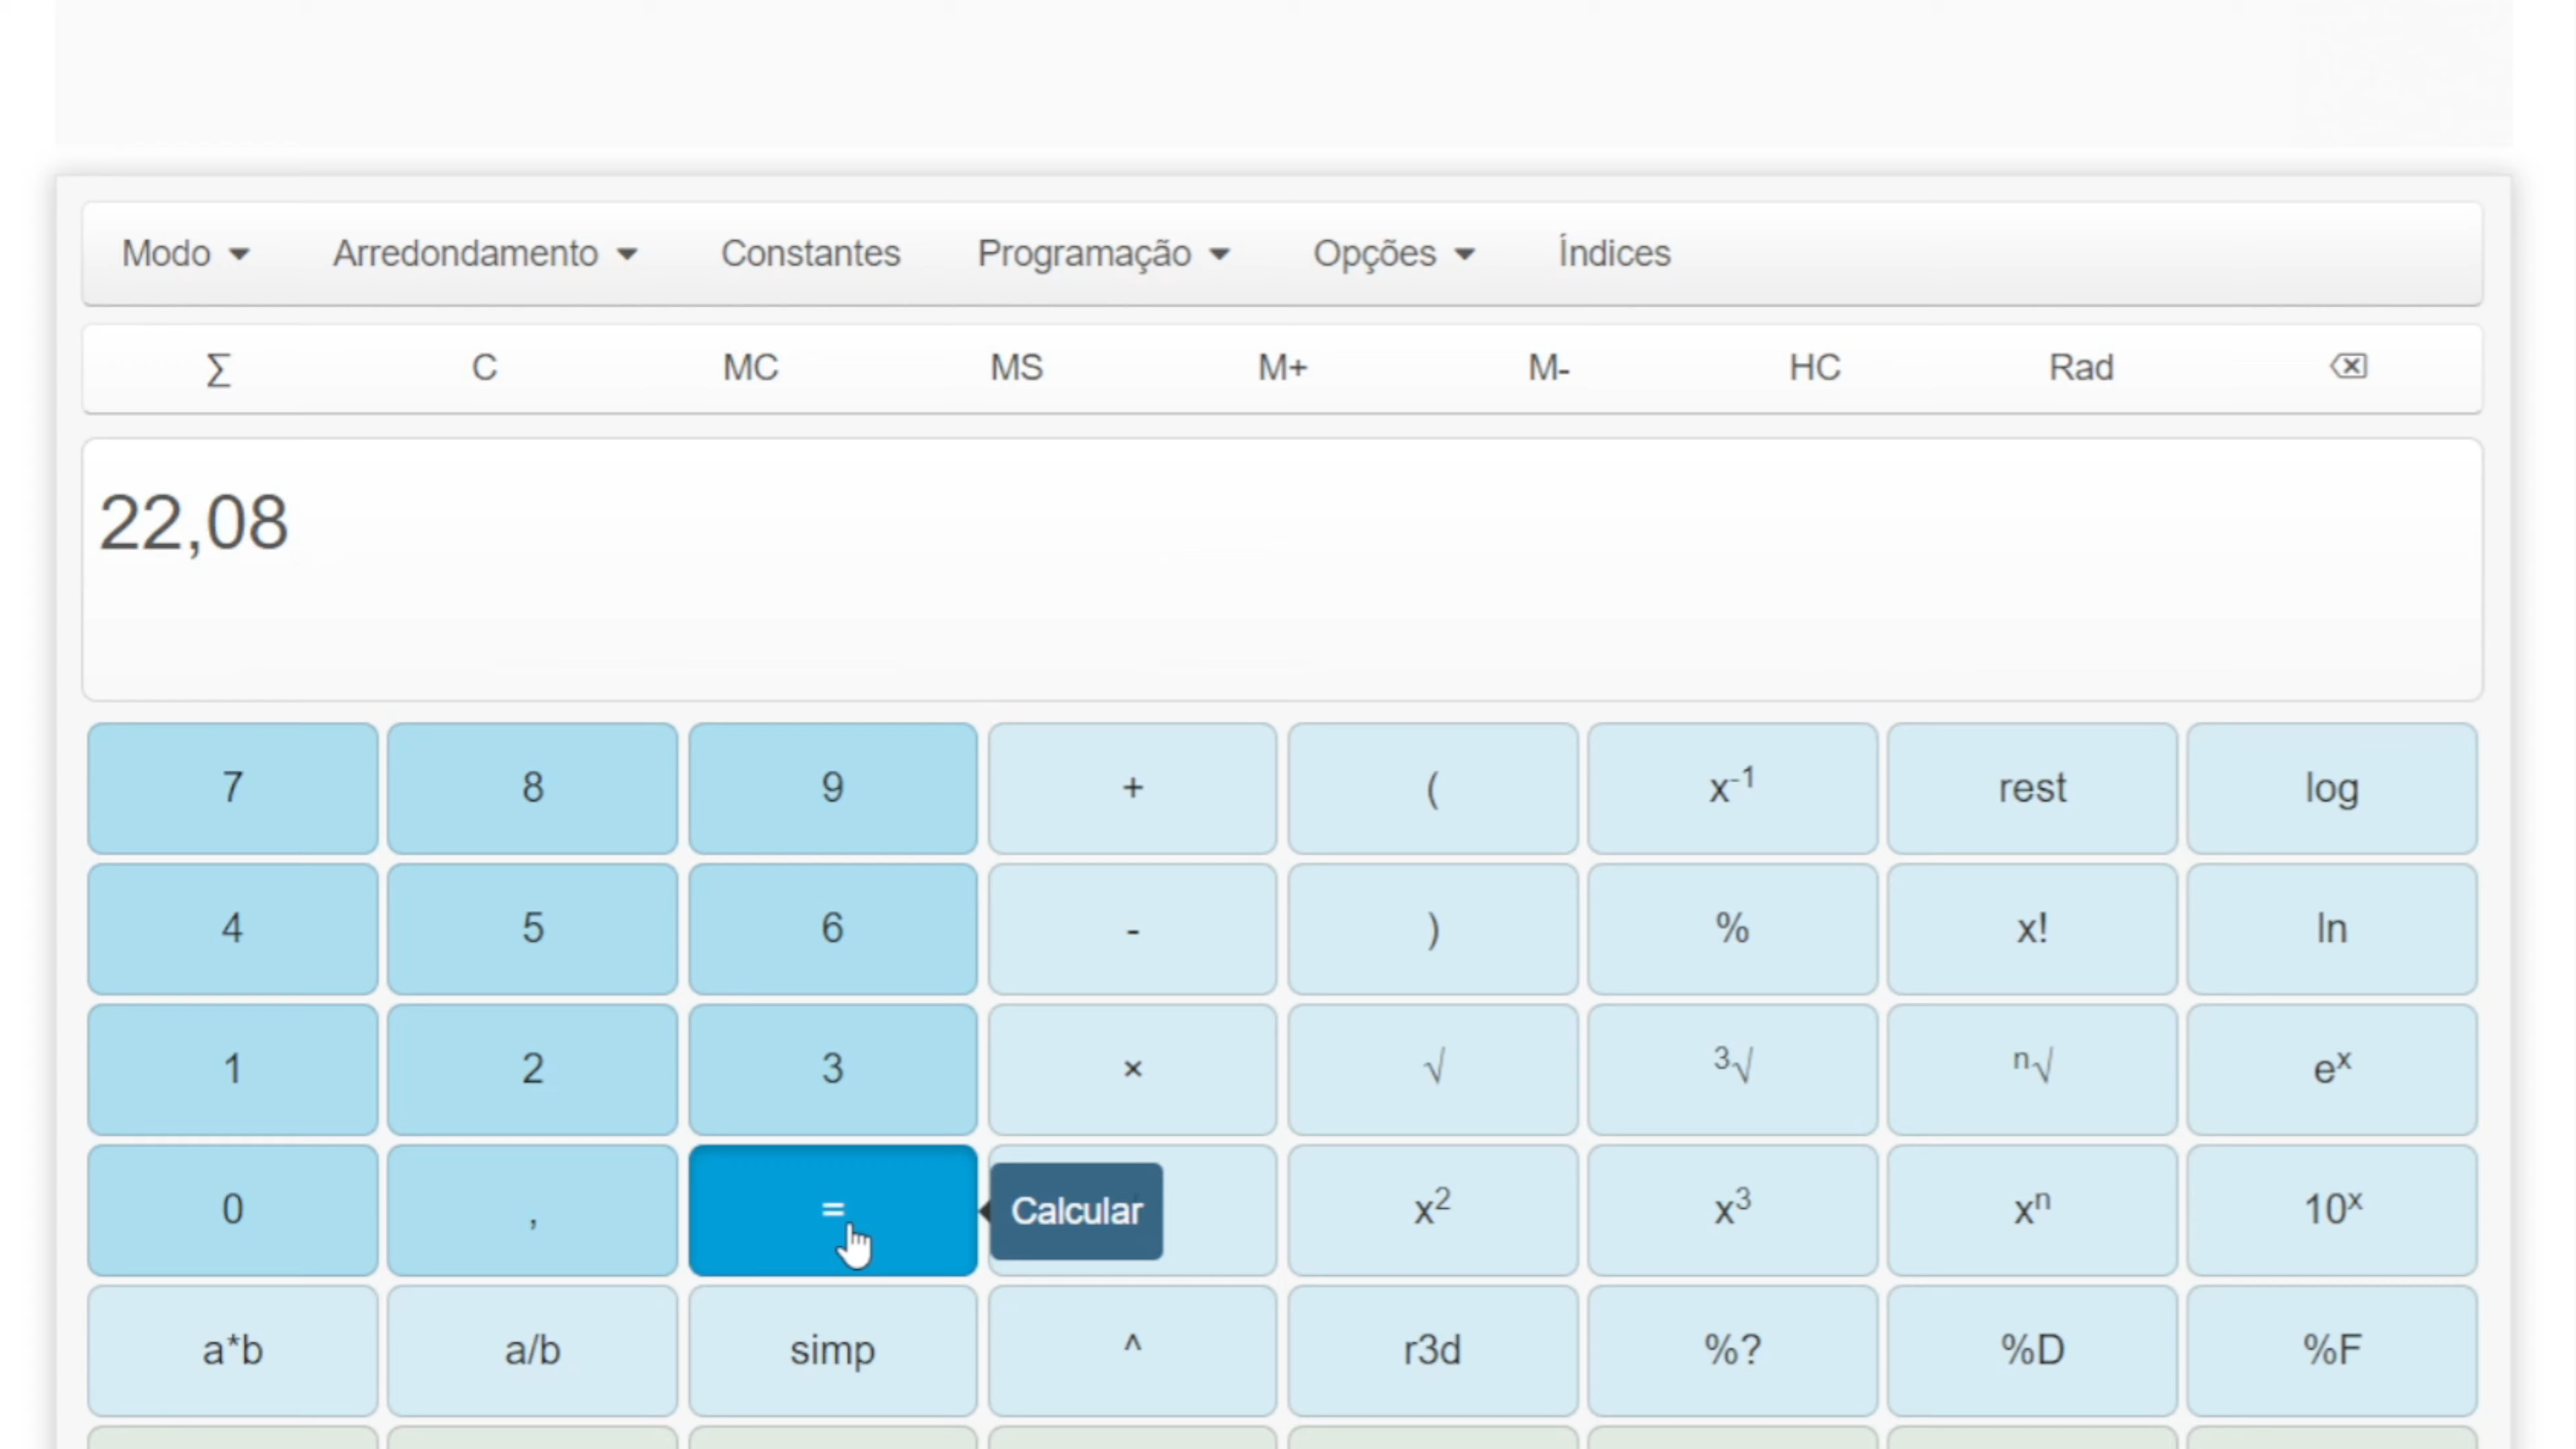 Modo Arredondamento Constantes Programação Opções Índices
∑ C MC MS M+ M- HC Rad
22,08
7 8 9 + ( x⁻¹ rest log
4 5 6 - ) % x! ln
1 2 3 × √ ³√ ⁿ√ eˣ
0 , = Calcular x² x³ xⁿ 10ˣ
a*b a/b simp ^ r3d %? %D %F